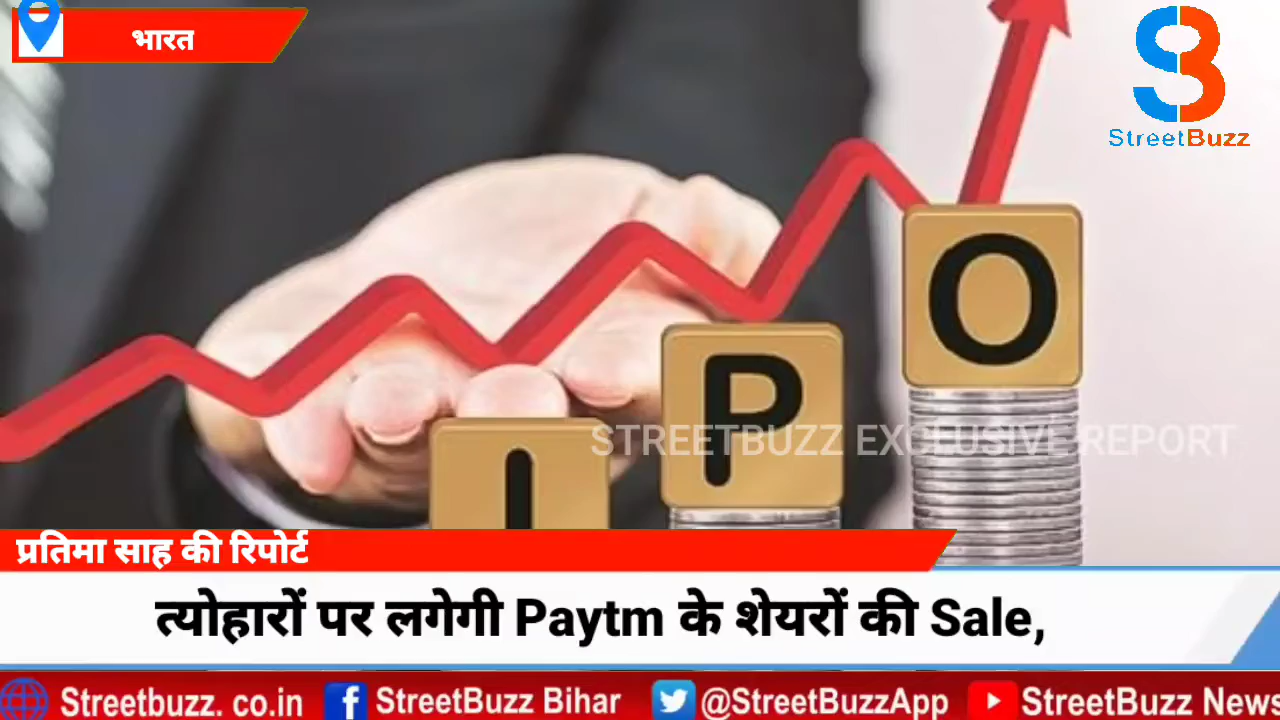 भारत
StreetBuzz
I
P
O
STREETBUZZ EXCLUSIVE REPORT
प्रतिमा साह की रिपोर्ट
त्योहारों पर लगेगी Paytm के शेयरों की Sale,
Streetbuzz. co.in
StreetBuzz Bihar
@StreetBuzzApp
StreetBuzz News